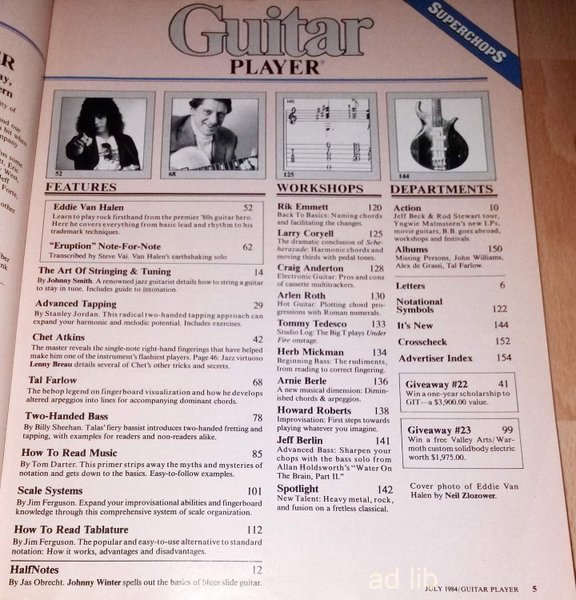 Guitar
PLAYER®
SUPERCHOPS
52
68
125
144
FEATURES
Eddie Van Halen 52
Learn to play rock firsthand from the premier '80s guitar hero.
Here he covers everything from basic lead and rhythm to his
trademark techniques.
"Eruption" Note-For-Note 62
Transcribed by Steve Vai. Van Halen's earthshaking solo
The Art Of Stringing & Tuning 14
By Johnny Smith. A renowned jazz guitarist details how to string a guitar
to stay in tune. Includes guide to intonation.
Advanced Tapping 29
By Stanley Jordan. This radical two-handed tapping approach can
expand your harmonic and melodic potential. Includes exercises.
Chet Atkins 42
The master reveals the single-note right-hand fingerings that have helped
make him one of the instrument's flashiest players. Page 46: Jazz virtuoso
Lenny Breau details several of Chet's other tricks and secrets.
Tal Farlow 68
The bebop legend on fingerboard visualization and how he develops
altered arpeggios into lines for accompanying dominant chords.
Two-Handed Bass 78
By Billy Sheehan. Talas' fiery bassist introduces two-handed fretting and
tapping, with examples for readers and non-readers alike.
How To Read Music 85
By Tom Darter. This primer strips away the myths and mysteries of
notation and gets down to the basics. Easy-to-follow examples.
Scale Systems 101
By Jim Ferguson. Expand your improvisational abilities and fingerboard
knowledge through this comprehensive system of scale organization.
How To Read Tablature 112
By Jim Ferguson. The popular and easy-to-use alternative to standard
notation: How it works, advantages and disadvantages.
HalfNotes 12
By Jas Obrecht. Johnny Winter spells out the basics of blues slide guitar.
WORKSHOPS
Rik Emmett 120
Back To Basics: Naming chords
and facilitating the changes.
Larry Coryell 125
The dramatic conclusion of Sche-
herazade: Harmonic chords and
moving thirds with pedal tones.
Craig Anderton 128
Electronic Guitar: Pros and cons
of cassette multitrackers.
Arlen Roth 130
Hot Guitar: Plotting chord pro-
gressions with Roman numerals.
Tommy Tedesco 133
Studio Log: The Big T plays Under
Fire onstage.
Herb Mickman 134
Beginning Bass: The rudiments,
from reading to correct fingering.
Arnie Berle 136
A new musical dimension: Dimin-
ished chords & arpeggios.
Howard Roberts 138
Improvisation: First steps towards
playing whatever you imagine.
Jeff Berlin 141
Advanced Bass: Sharpen your
chops with the bass solo from
Allan Holdsworth's "Water On
The Brain, Part II."
Spotlight 142
New Talent: Heavy metal, rock,
and fusion on a fretless classical.
DEPARTMENTS
Action 10
Jeff Beck & Rod Stewart tour,
Yngwie Malmsteen's new LPs,
movie guitars, B.B. goes abroad,
workshops and festivals.
Albums 150
Missing Persons, John Williams,
Alex de Grassi, Tal Farlow.
Letters 6
Notational
Symbols 122
It's New 144
Crosscheck 152
Advertiser Index 154
Giveaway #22 41
Win a one-year scholarship to
GIT—a $3,900.00 value.
Giveaway #23 99
Win a free Valley Arts/War-
moth custom solidbody electric
worth $1,975.00.
Cover photo of Eddie Van
Halen by Neil Zlozower.
ad lib
JULY 1984/GUITAR PLAYER 5